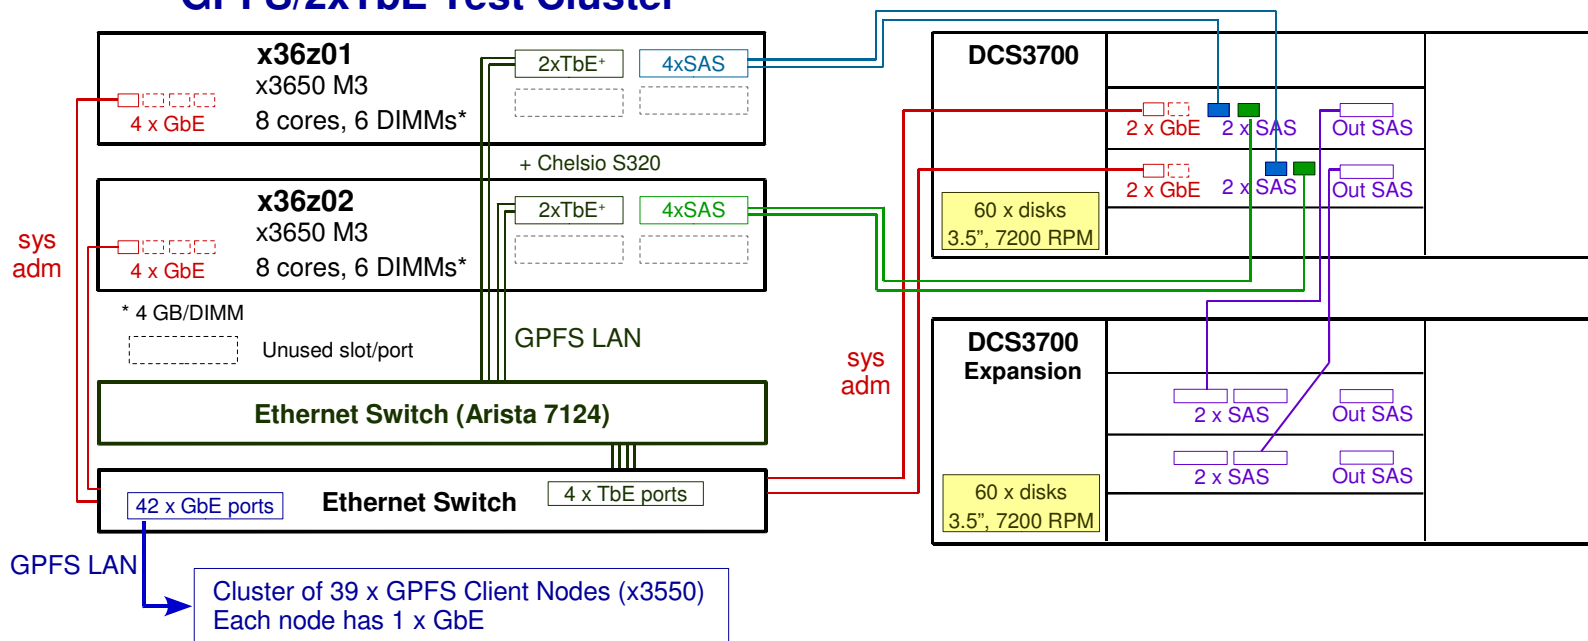 GPFS/2xTbE Test Cluster
x36z01
x3650 M3
8 cores, 6 DIMMs*
4 x GbE
2xTbE+
4xSAS
+ Chelsio S320
x36z02
x3650 M3
8 cores, 6 DIMMs*
4 x GbE
2xTbE+
4xSAS
sys
adm
* 4 GB/DIMM
Unused slot/port
GPFS LAN
Ethernet Switch (Arista 7124)
Ethernet Switch
42 x GbE ports
4 x TbE ports
GPFS LAN
Cluster of 39 x GPFS Client Nodes (x3550)
Each node has 1 x GbE
sys
adm
DCS3700
2 x GbE
2 x SAS
Out SAS
2 x GbE
2 x SAS
Out SAS
60 x disks
3.5”, 7200 RPM
DCS3700
Expansion
2 x SAS
Out SAS
2 x SAS
Out SAS
60 x disks
3.5”, 7200 RPM